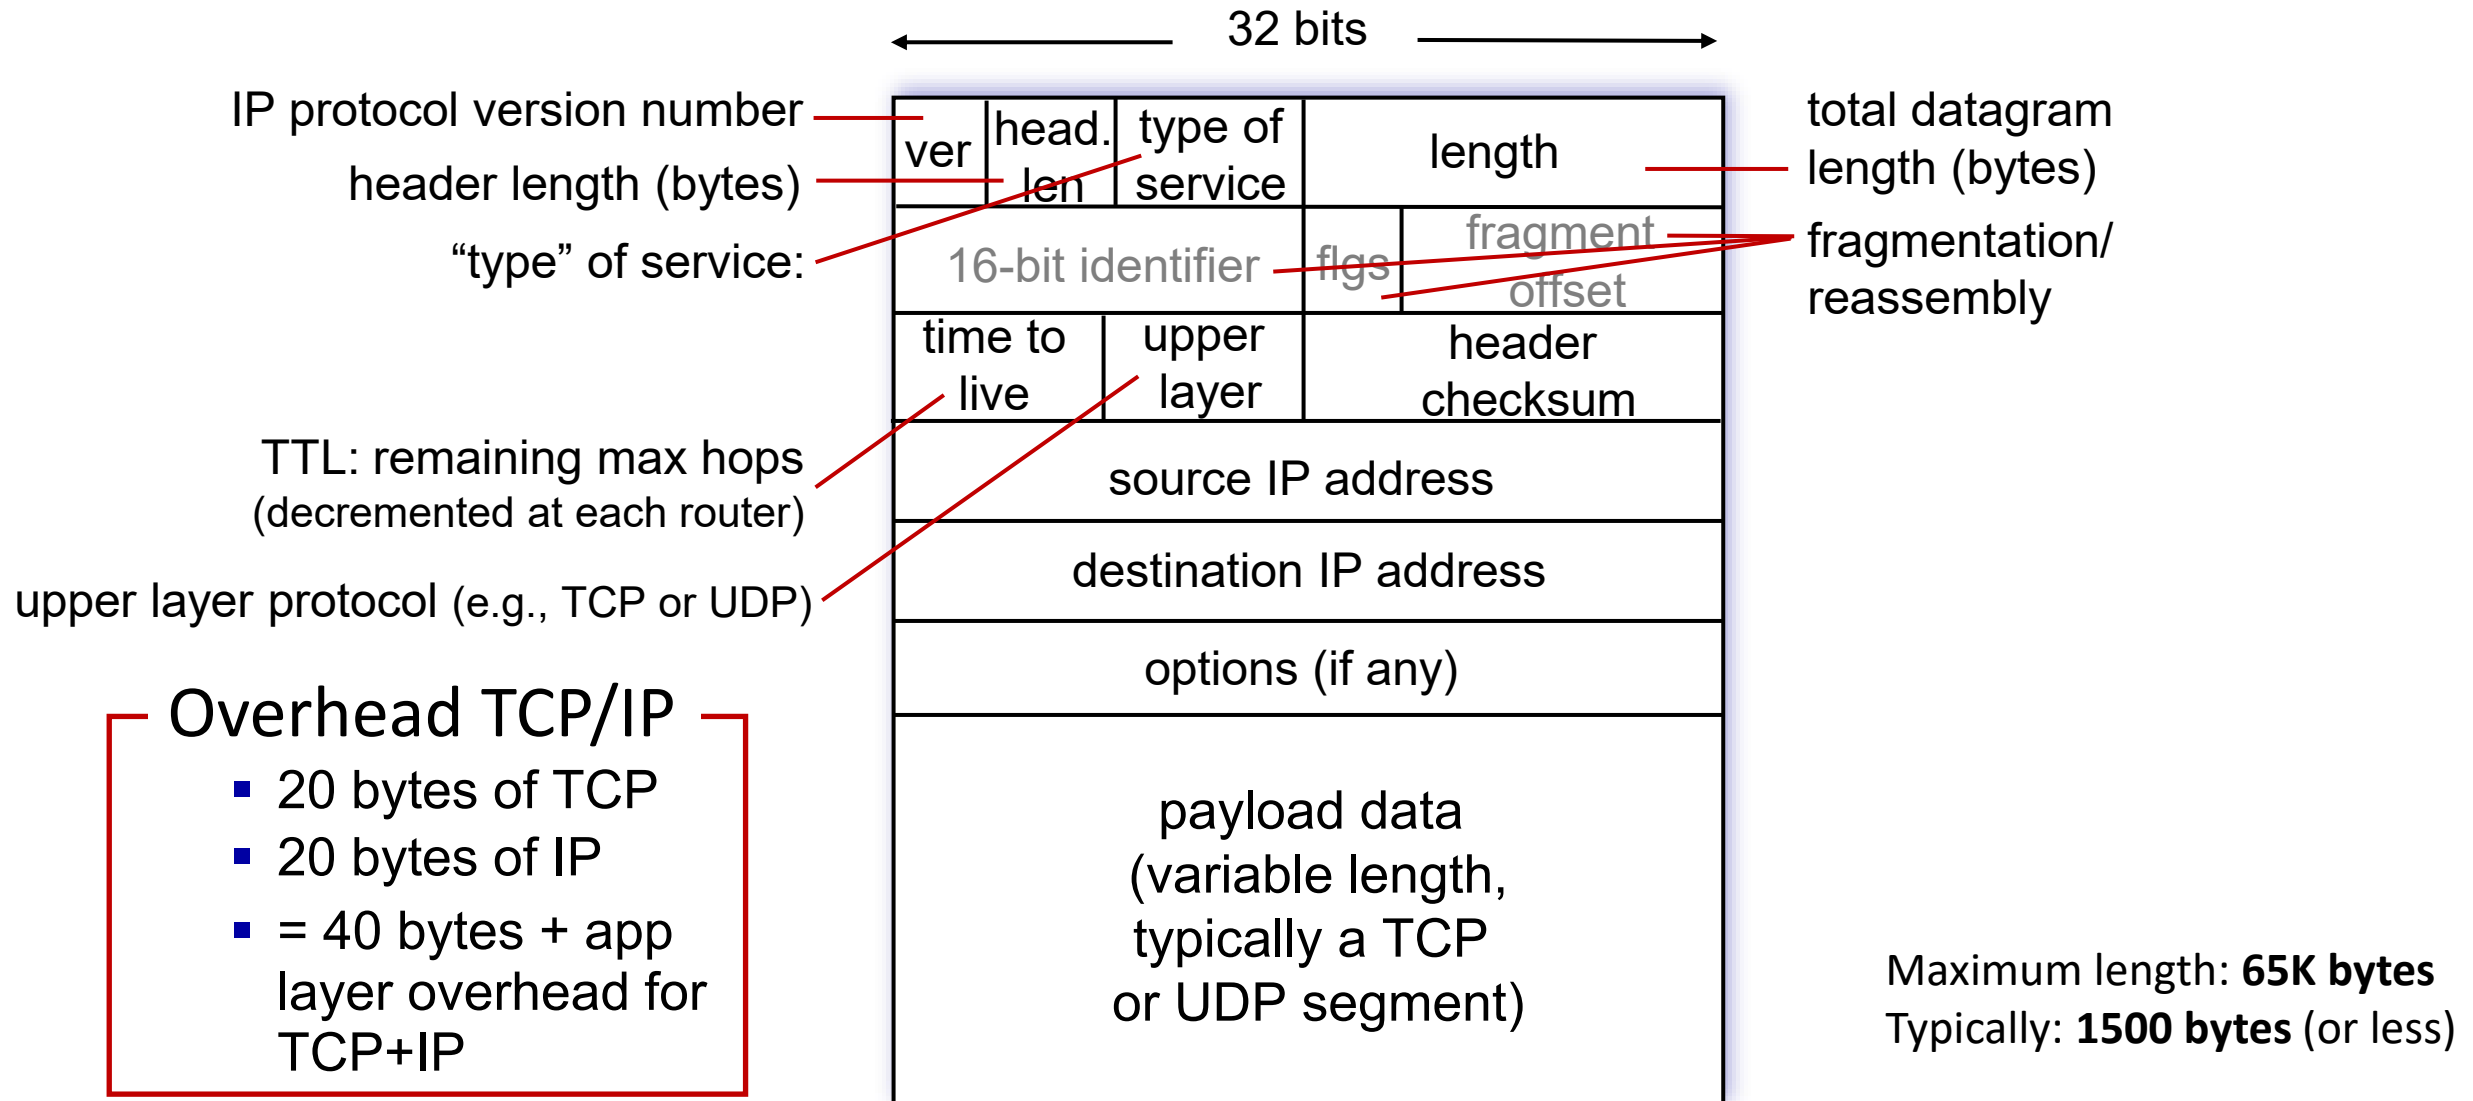 32 bits
IP protocol version number
header length (bytes)
“type” of service:
TTL: remaining max hops
(decremented at each router)
upper layer protocol (e.g., TCP or UDP)
ver
head.
len
type of
service
length
16-bit identifier
flgs
fragment
offset
time to
live
upper
layer
header
checksum
source IP address
destination IP address
options (if any)
payload data
(variable length,
typically a TCP
or UDP segment)
total datagram
length (bytes)
fragmentation/
reassembly
Overhead TCP/IP
▪ 20 bytes of TCP
▪ 20 bytes of IP
▪ = 40 bytes + app
layer overhead for
TCP+IP
Maximum length: 65K bytes
Typically: 1500 bytes (or less)